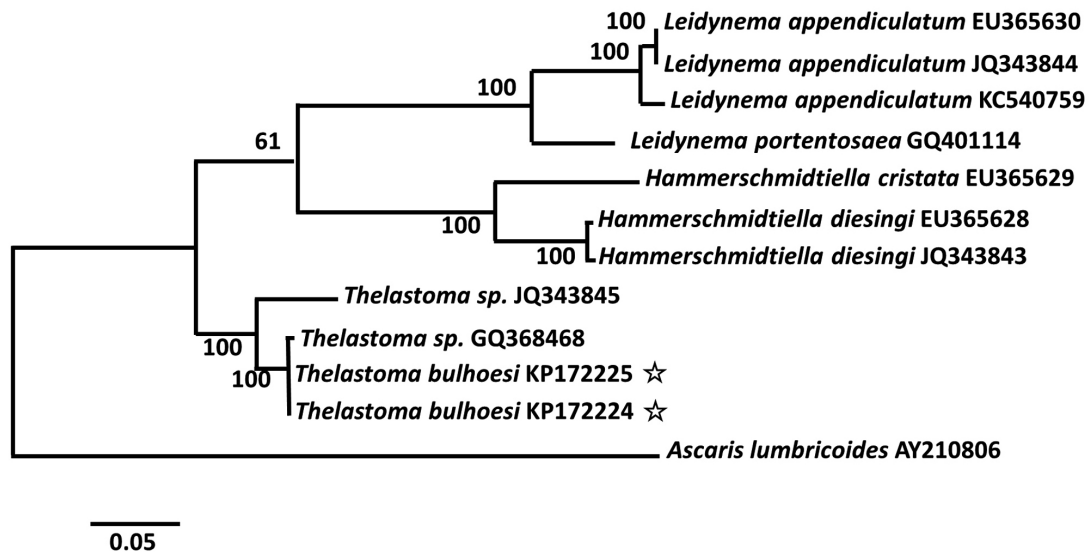 100 Leidynema appendiculatum EU365630
100 Leidynema appendiculatum JQ343844
Leidynema appendiculatum KC540759
100
Leidynema portentosaea GQ401114
61
Hammerschmidtiella cristata EU365629
100 Hammerschmidtiella diesingi EU365628
100 Hammerschmidtiella diesingi JQ343843
Thelastoma sp. JQ343845
100 Thelastoma sp. GQ368468
100 Thelastoma bulhoesi KP172225 ☆
Thelastoma bulhoesi KP172224 ☆
Ascaris lumbricoides AY210806
0.05